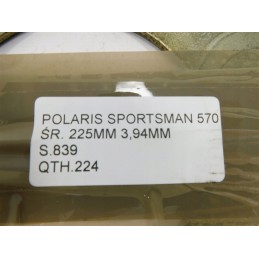 POLARIS SPORTSMAN 570
ŚR. 225MM 3,94MM
S.839
QTH.224